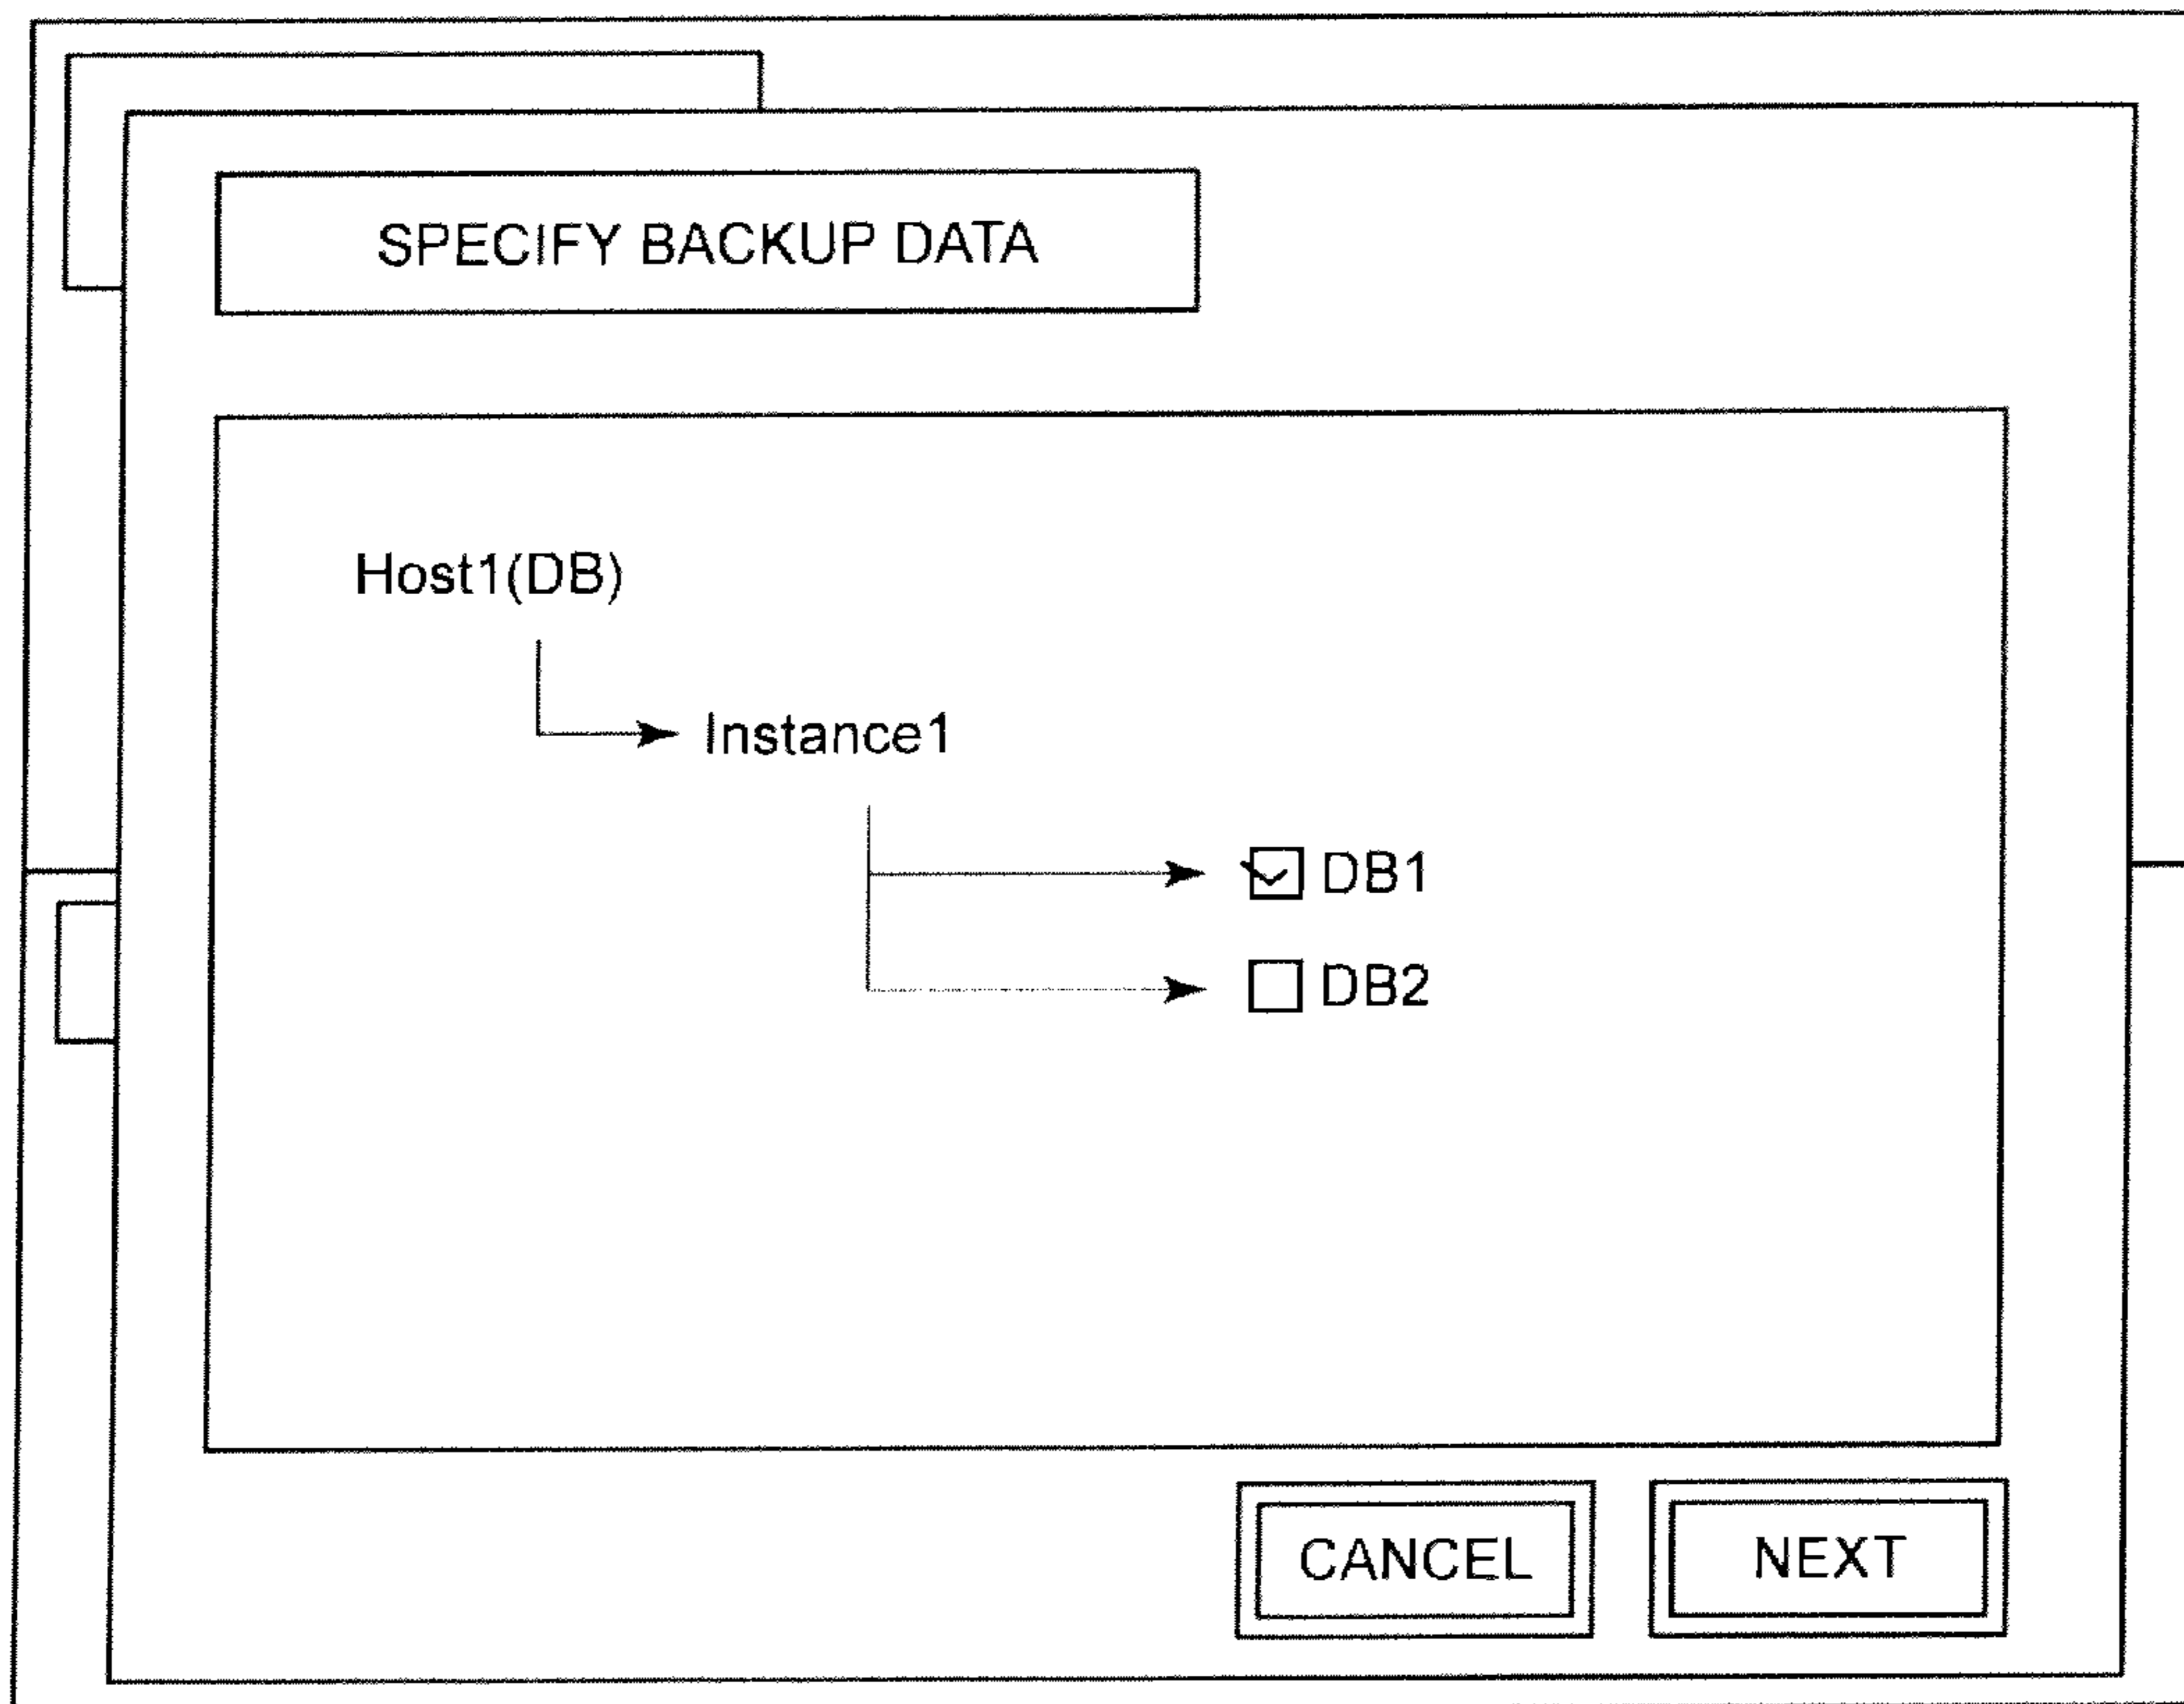 SPECIFY BACKUP DATA
Host1(DB)
Instance1
DB1
DB2
CANCEL
NEXT